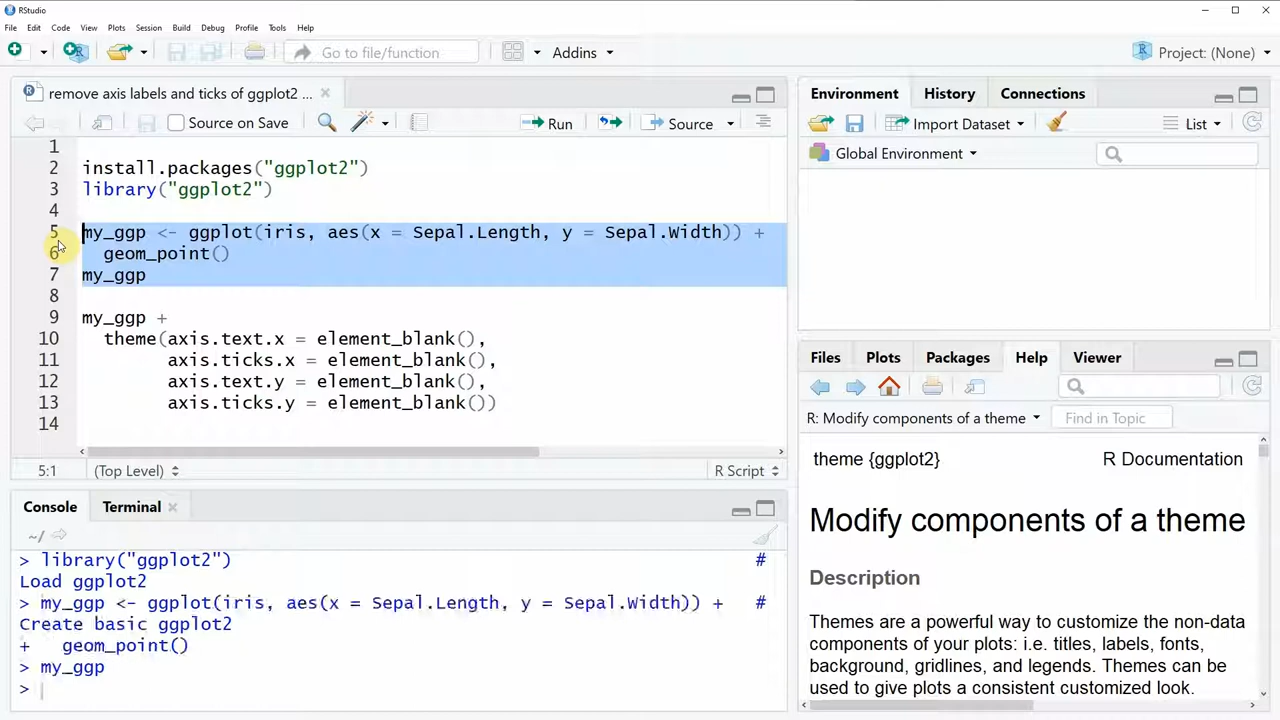 RStudio
File Edit Code View Plots Session Build Debug Profile Tools Help
Go to file/function Addins Project: (None)
remove axis labels and ticks of ggplot2 ...
Source on Save Run Source
1
2 install.packages("ggplot2")
3 library("ggplot2")
4
5 my_ggp <- ggplot(iris, aes(x = Sepal.Length, y = Sepal.Width)) +
6 geom_point()
7 my_ggp
8
9 my_ggp +
10 theme(axis.text.x = element_blank(),
11 axis.ticks.x = element_blank(),
12 axis.text.y = element_blank(),
13 axis.ticks.y = element_blank())
14
5:1 (Top Level) R Script
Console Terminal
~/
> library("ggplot2") #
Load ggplot2
> my_ggp <- ggplot(iris, aes(x = Sepal.Length, y = Sepal.Width)) + #
Create basic ggplot2
+ geom_point()
> my_ggp
>
Environment History Connections
Import Dataset List
Global Environment
Files Plots Packages Help Viewer
R: Modify components of a theme Find in Topic
theme {ggplot2} R Documentation
Modify components of a theme
Description
Themes are a powerful way to customize the non-data
components of your plots: i.e. titles, labels, fonts,
background, gridlines, and legends. Themes can be
used to give plots a consistent customized look.